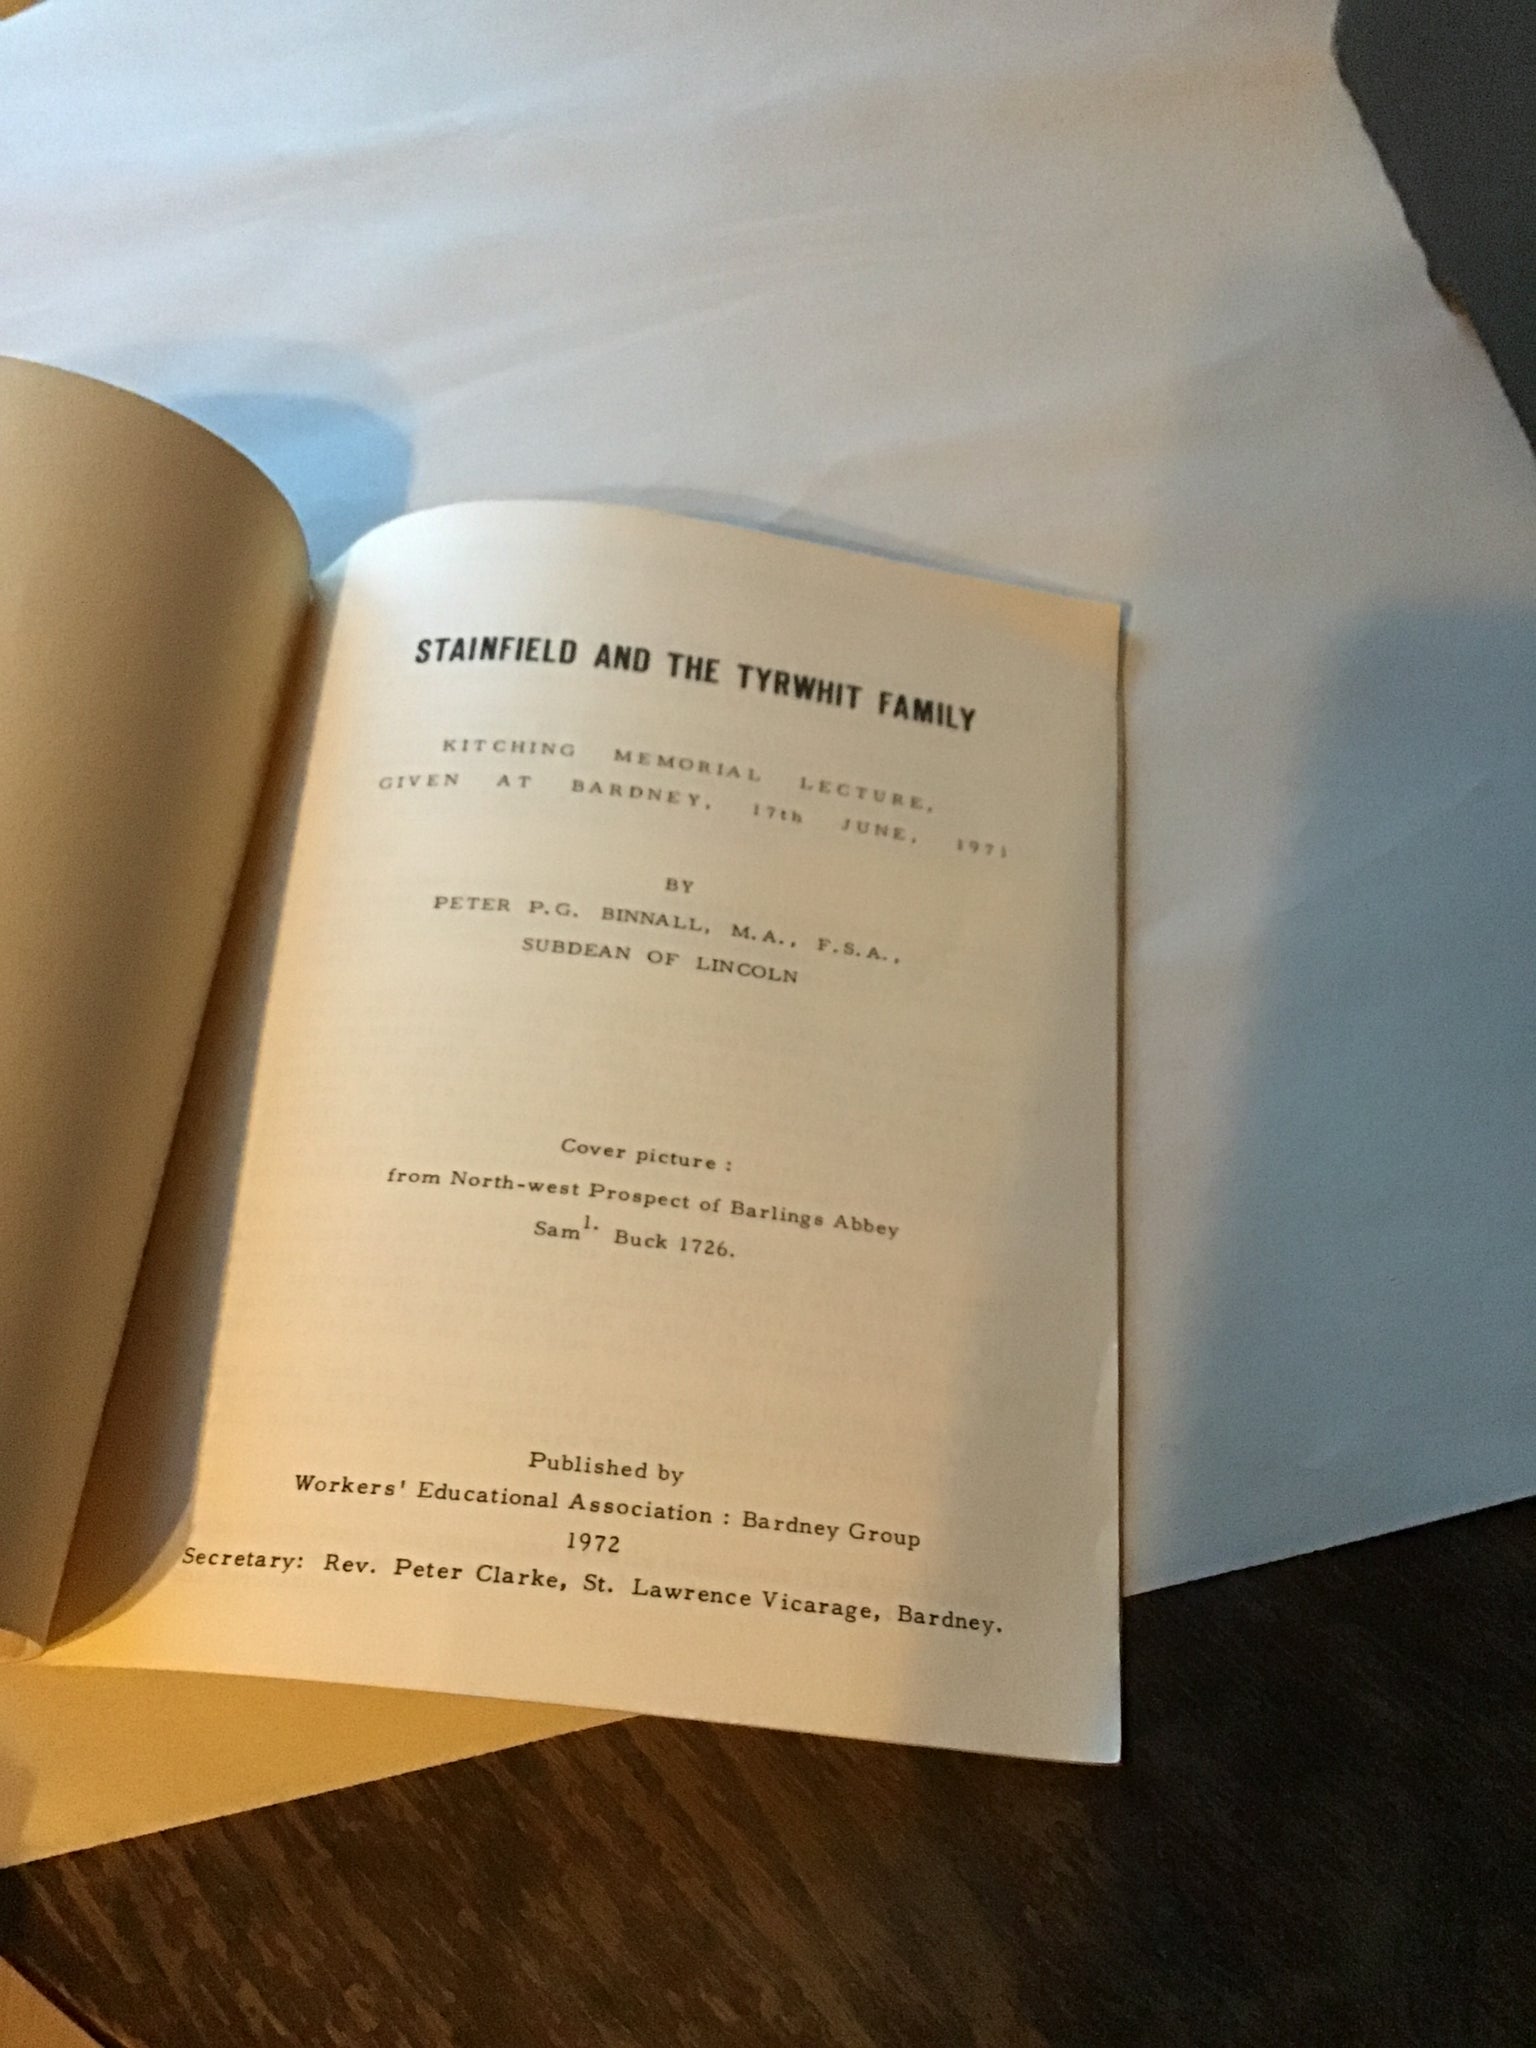 STAINFIELD AND THE TYRWHIT FAMILY
KITCHING MEMORIAL LECTURE,
GIVEN AT BARDNEY, 17th JUNE, 1971
BY
PETER P.G. BINNALL, M.A., F.S.A.,
SUBDEAN OF LINCOLN
Cover picture :
from North-west Prospect of Barlings Abbey
Saml. Buck 1726.
Published by
Workers' Educational Association : Bardney Group
1972
Secretary: Rev. Peter Clarke, St. Lawrence Vicarage, Bardney.